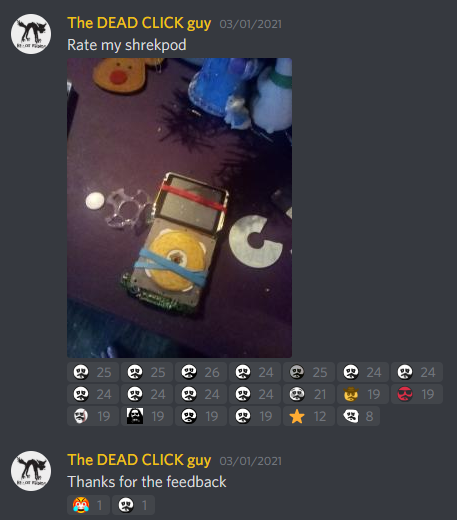 The DEAD CLICK guy 03/01/2021
Rate my shrekpod
25 25 26 24 25 24 24
24 24 24 24 21 19 19
19 19 19 19 12 8
The DEAD CLICK guy 03/01/2021
Thanks for the feedback
1 1